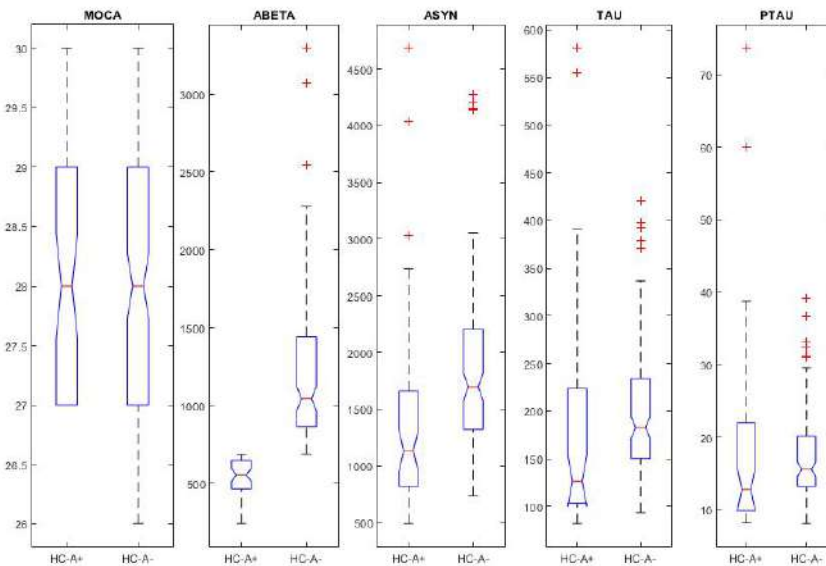 MOCA
ABETA
ASYN
TAU
PTAU
30
29.5
29
28.5
28
27.5
27
26.5
26
HC-A+
HC-A-
3000
2500
2000
1500
1000
500
HC-A+
HC-A-
4500
4000
3500
3000
2500
2000
1500
1000
500
HC-A+
HC-A-
600
550
500
450
400
350
300
250
200
150
100
HC-A+
HC-A-
70
60
50
40
30
20
10
HC-A+
HC-A-